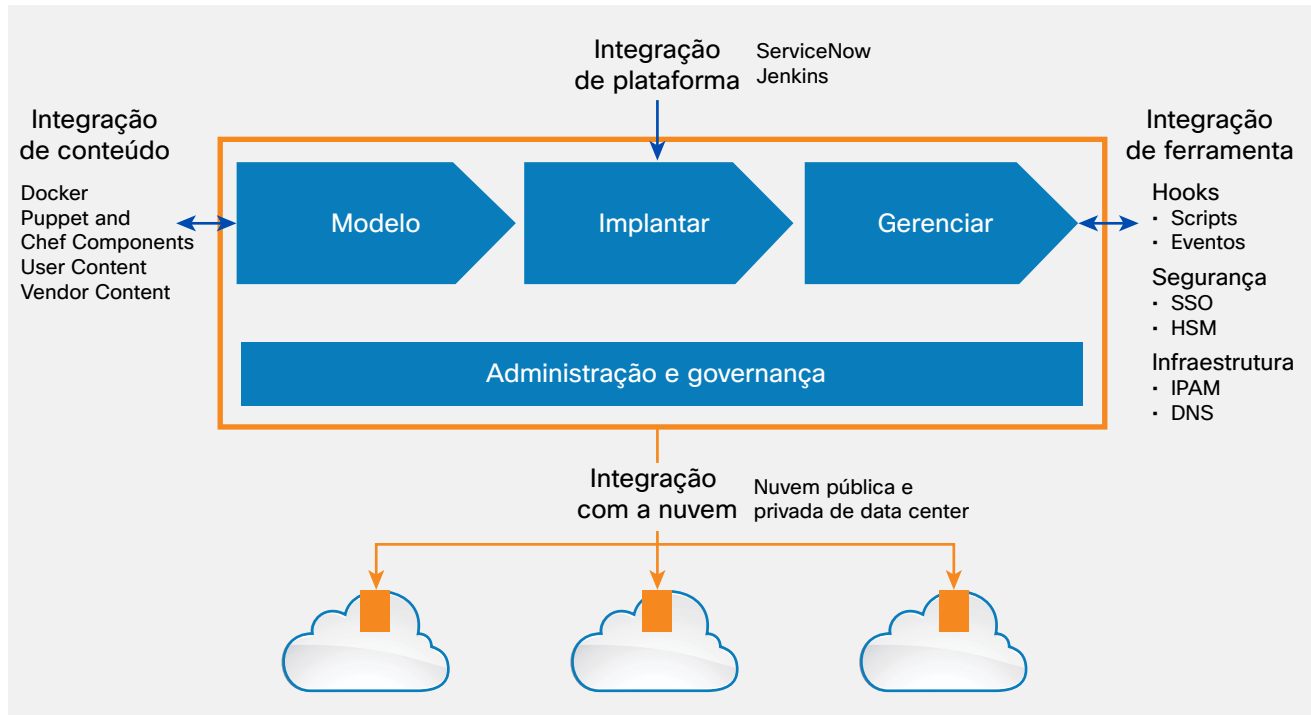 Integração
de plataforma
ServiceNow
Jenkins
Integração
de conteúdo
Docker
Puppet and
Chef Components
User Content
Vendor Content
Modelo
Implantar
Gerenciar
Administração e governança
Integração
de ferramenta
Hooks
· Scripts
· Eventos
Segurança
· SSO
· HSM
Infraestrutura
· IPAM
· DNS
Integração
com a nuvem
Nuvem pública e
privada de data center